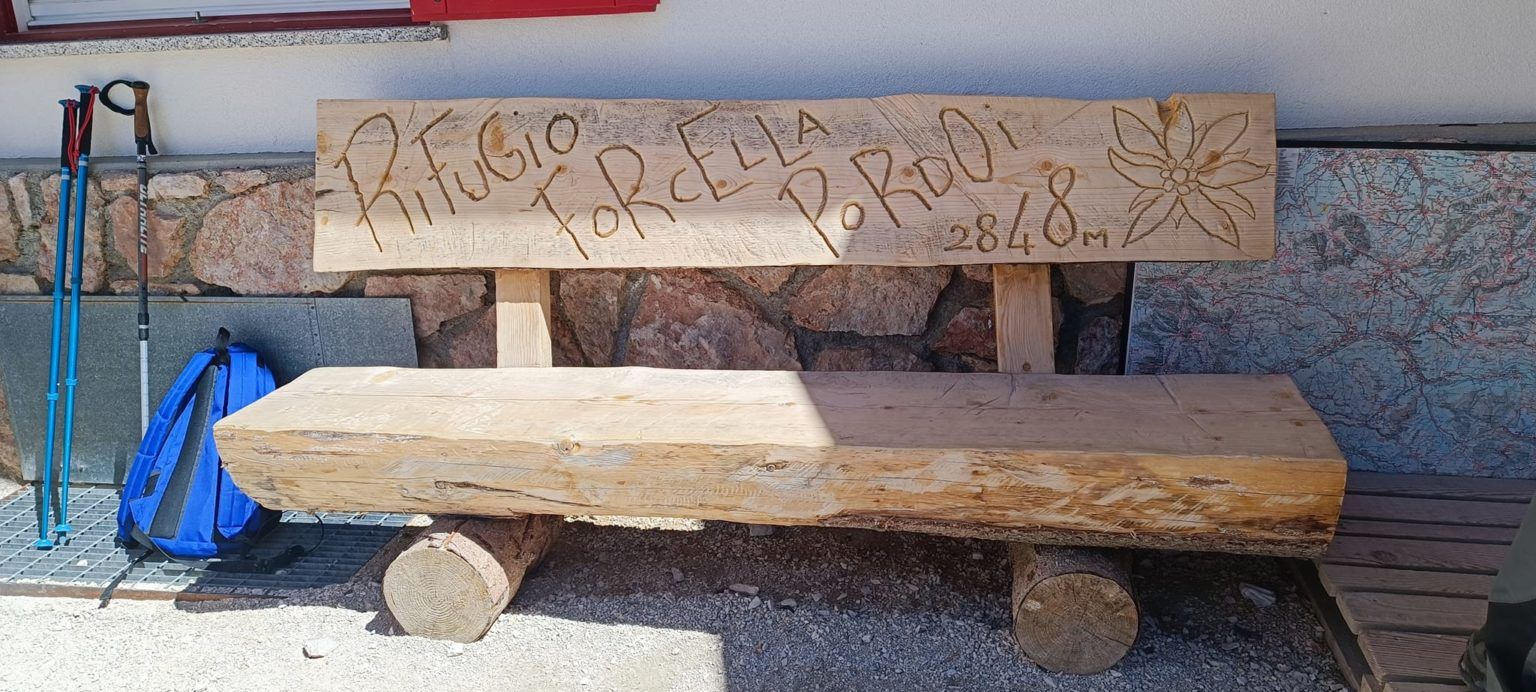 RIFUGIO
FORCELLA
PORDOI
2848 M